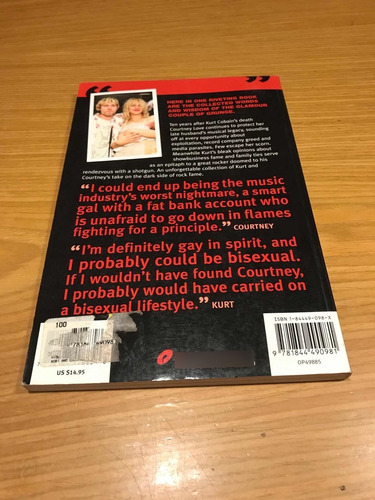 “ ”
HERE IN ONE RIVETING BOOK
ARE THE COLLECTED WORDS
AND WISDOM OF THE GLAMOUR
COUPLE OF GRUNGE.
Ten years after Kurt Cobain's death,
Courtney Love continues to protect her
late husband's musical legacy, sounding
off at every opportunity about
exploitation, record company greed and
media parasites. Few escape her scorn.
Meanwhile Kurt's bleak opinions about
showbusiness fame and family trip serve
as an epitaph to a great rocker doomed to his
rendezvous with a shotgun. An unforgettable collection of Kurt and
Courtney's take on the dark side of rock fame.
“I could end up being the music
industry's worst nightmare, a smart
gal with a fat bank account who
is unafraid to go down in flames
fighting for a principle.” COURTNEY
“I'm definitely gay in spirit, and
I probably could be bisexual.
If I wouldn't have found Courtney,
I probably would have carried on
a bisexual lifestyle.” KURT
100
US $14.95
ISBN 1-84449-098-X
9 781844 490981
OP49885